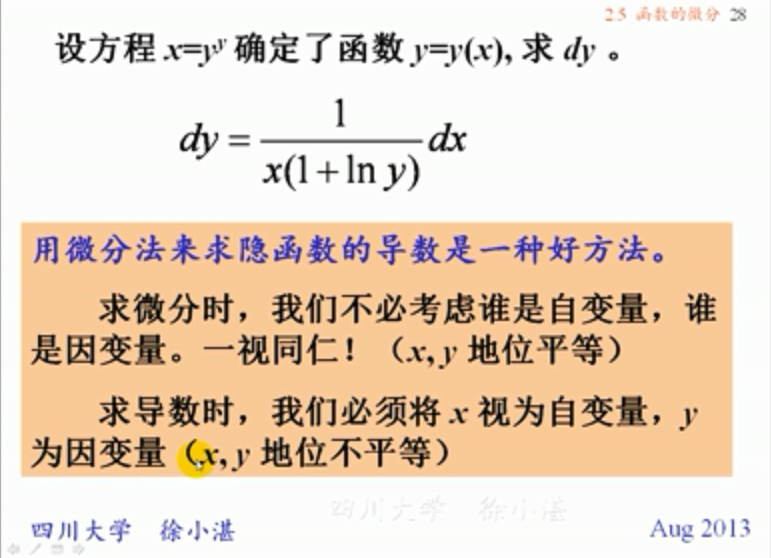 2.5 函数的微分 28
设方程 x=y^y 确定了函数 y=y(x), 求 dy 。
dy = \frac{1}{x(1+\ln y)} dx
用微分法来求隐函数的导数是一种好方法。
求微分时，我们不必考虑谁是自变量，谁
是因变量。一视同仁！（x, y 地位平等）
求导数时，我们必须将 x 视为自变量，y
为因变量（x, y 地位不平等）
四川大学 徐小湛
四川大学 徐小湛 Aug 2013